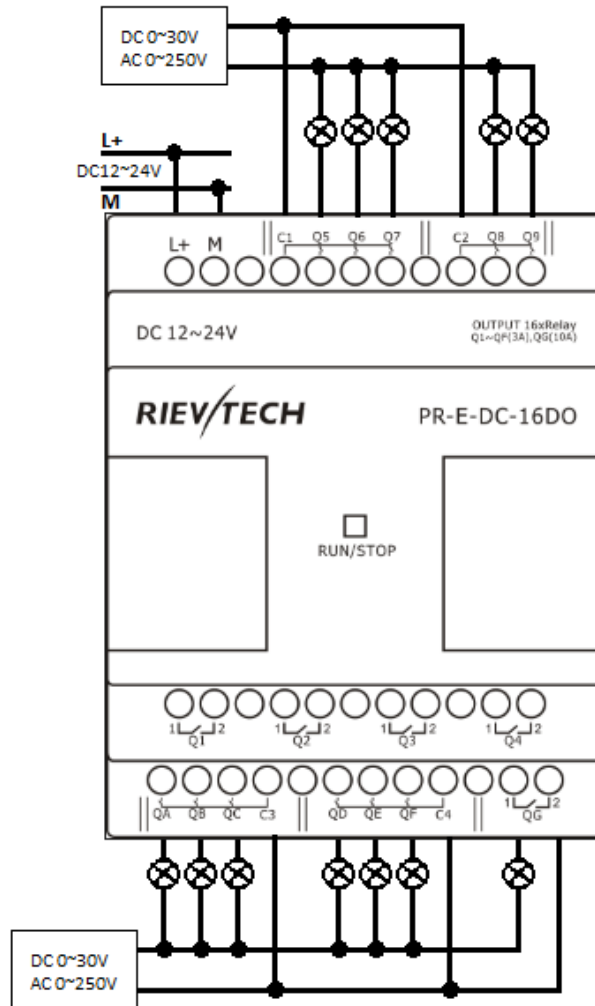 DC 0~30V
AC 0~250V
L+
DC12~24V
M
L+ M C1 Q5 Q6 Q7 C2 Q8 Q9
DC 12~24V
OUTPUT 16xRelay
Q1~QF(3A),QG(10A)
RIEVTECH
PR-E-DC-16DO
RUN/STOP
1 2 1 2 1 2 1 2
Q1 Q2 Q3 Q4
QA QB QC C3 QD QE QF C4 1 2
QG
DC 0~30V
AC 0~250V